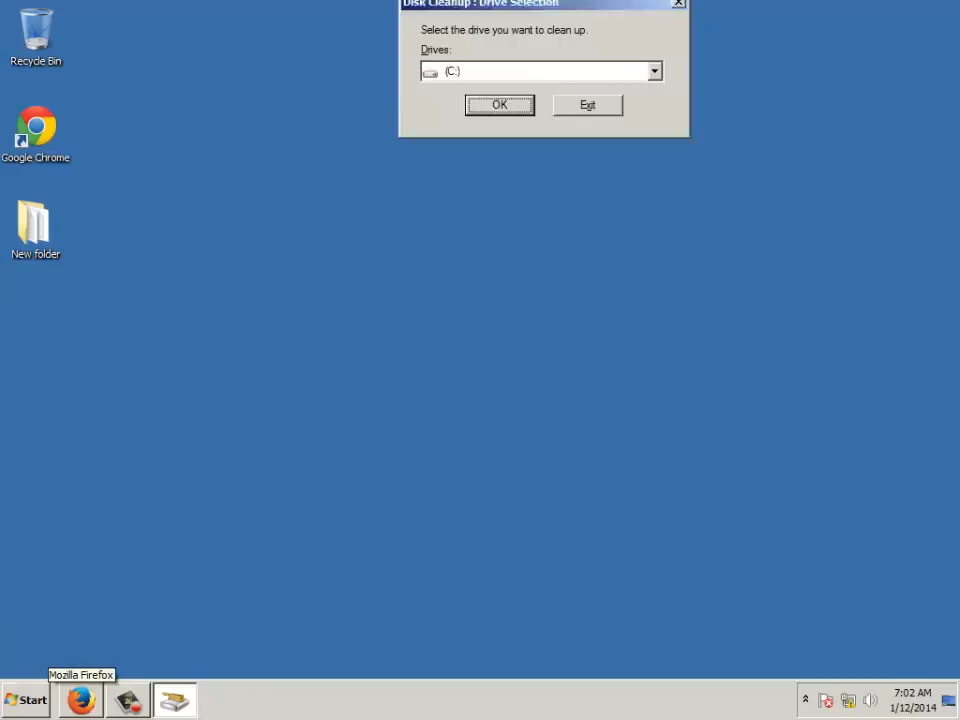 Disk Cleanup : Drive Selection
Select the drive you want to clean up.
Drives:
(C:)
OK
Exit
Recycle Bin
Google Chrome
New folder
Mozilla Firefox
Start
7:02 AM
1/12/2014